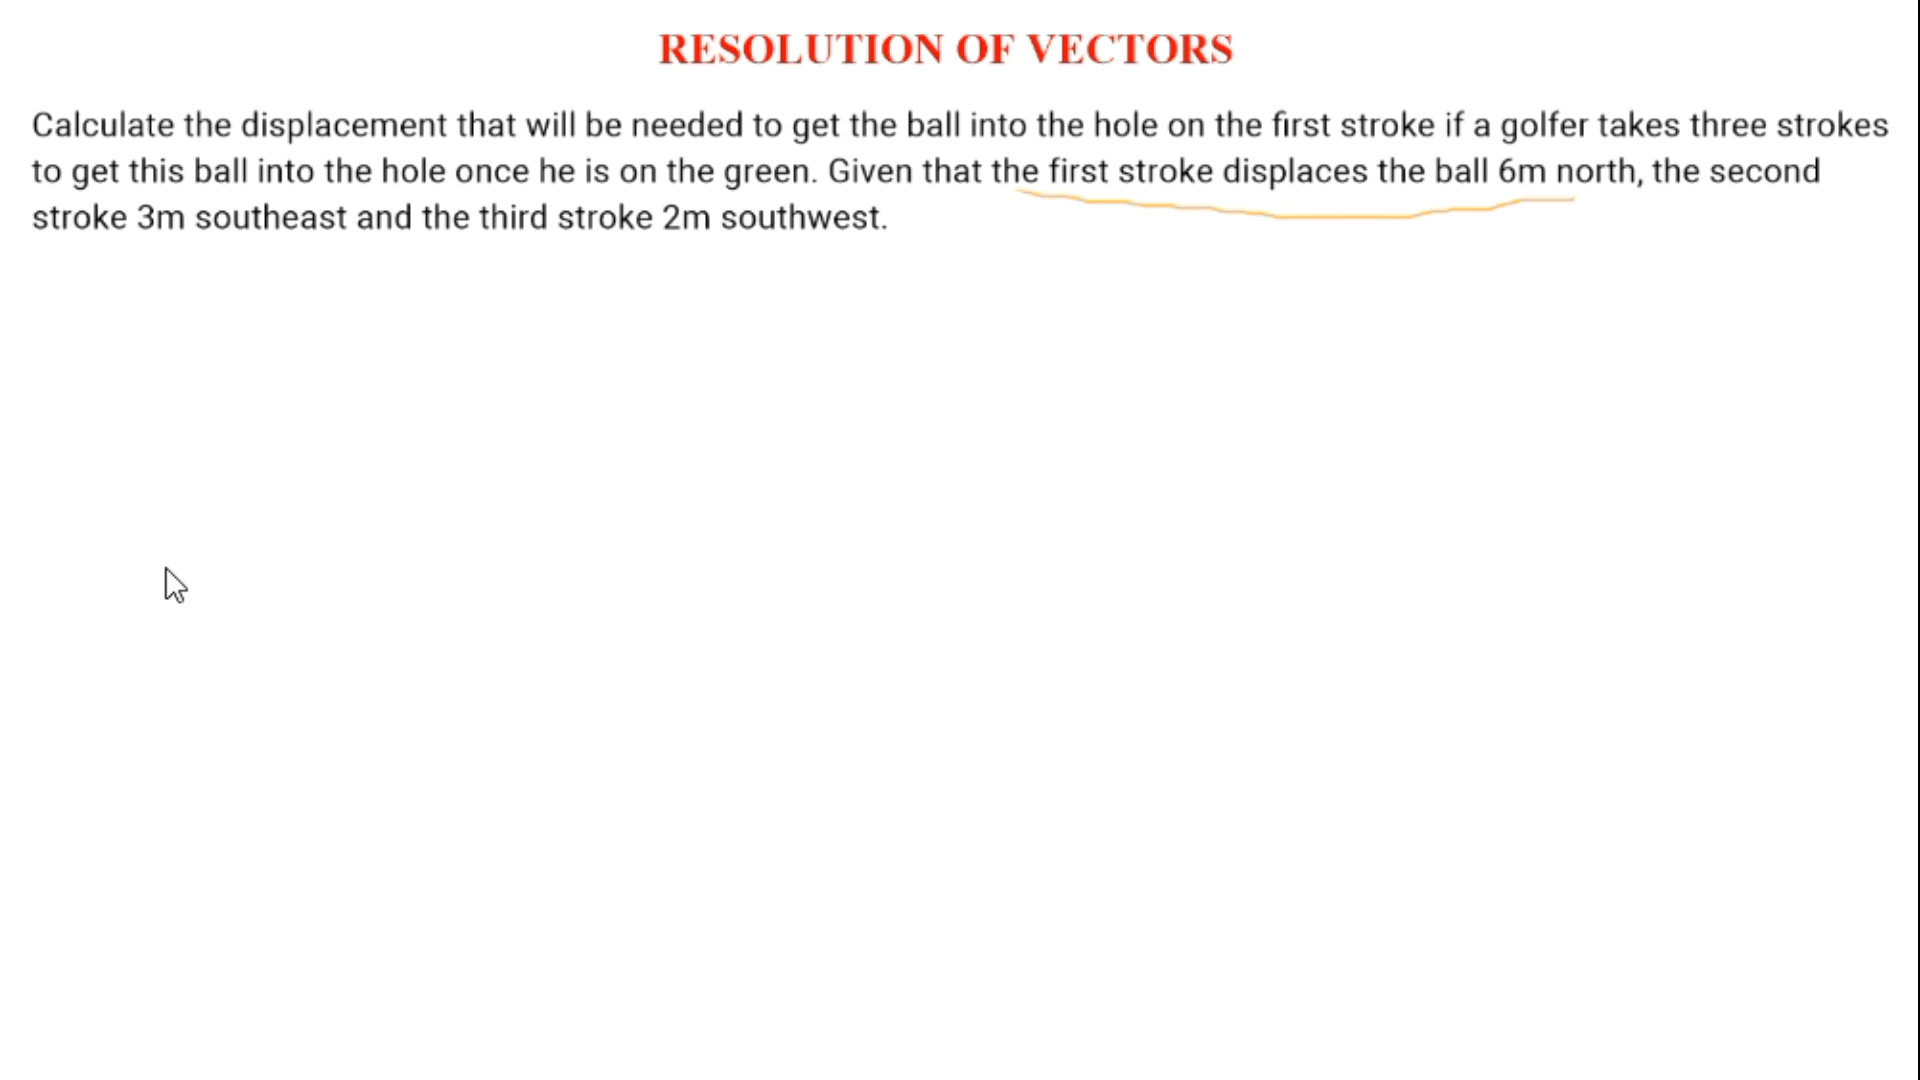 RESOLUTION OF VECTORS
Calculate the displacement that will be needed to get the ball into the hole on the first stroke if a golfer takes three strokes
to get this ball into the hole once he is on the green. Given that the first stroke displaces the ball 6m north, the second
stroke 3m southeast and the third stroke 2m southwest.